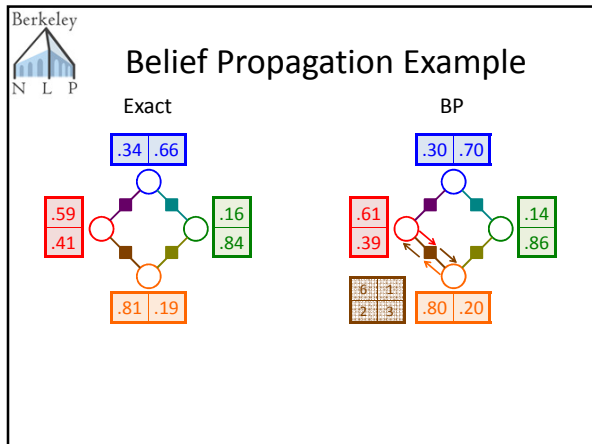 Berkeley
N L P
Belief Propagation Example
Exact
BP
.34 .66
.59
.41
.16
.84
.81 .19
.30 .70
.61
.39
.14
.86
6 1
2 3
.80 .20